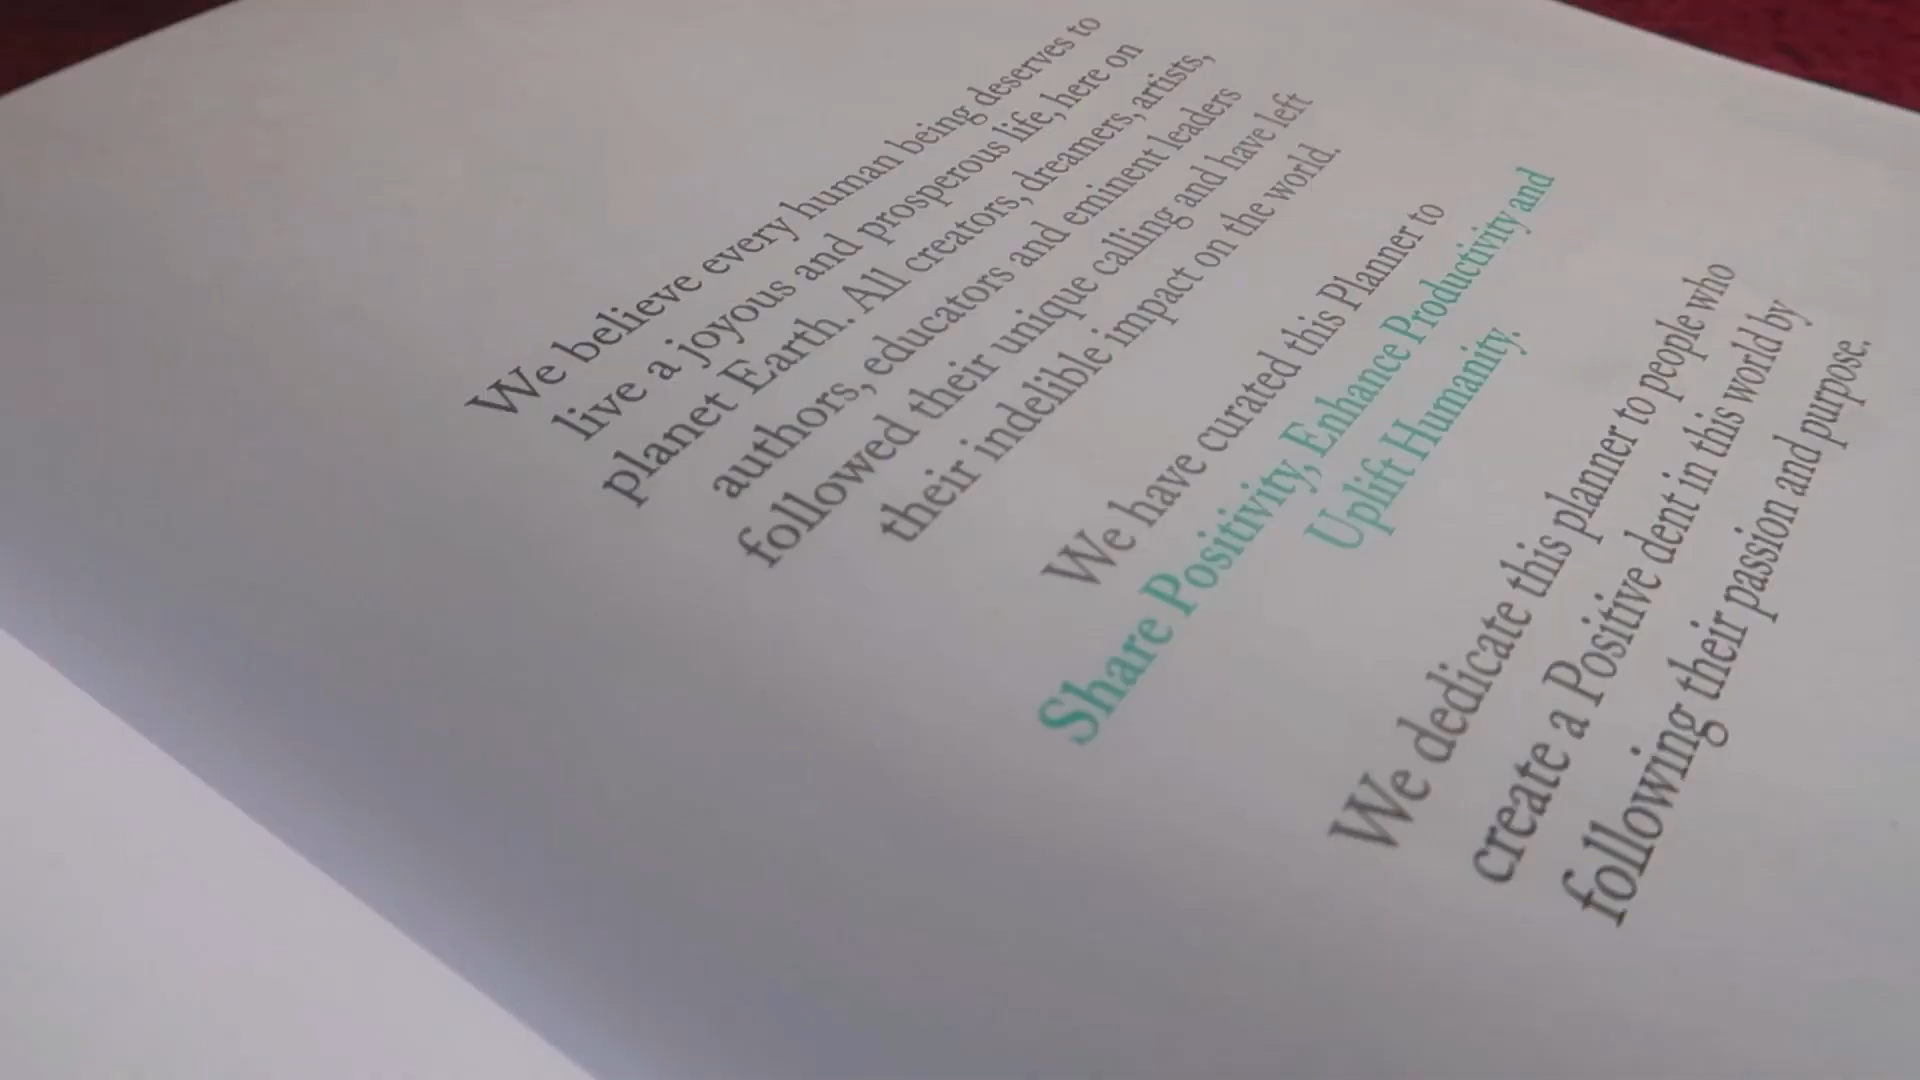 We believe every human being deserves to
live a joyous and prosperous life, here on
planet Earth. All creators, dreamers, artists,
authors, educators and eminent leaders
followed their unique calling and have left
their indelible impact on the world.
We have curated this Planner to
Share Positivity, Enhance Productivity and
Uplift Humanity.
We dedicate this planner to people who
create a Positive dent in this world by
following their passion and purpose.